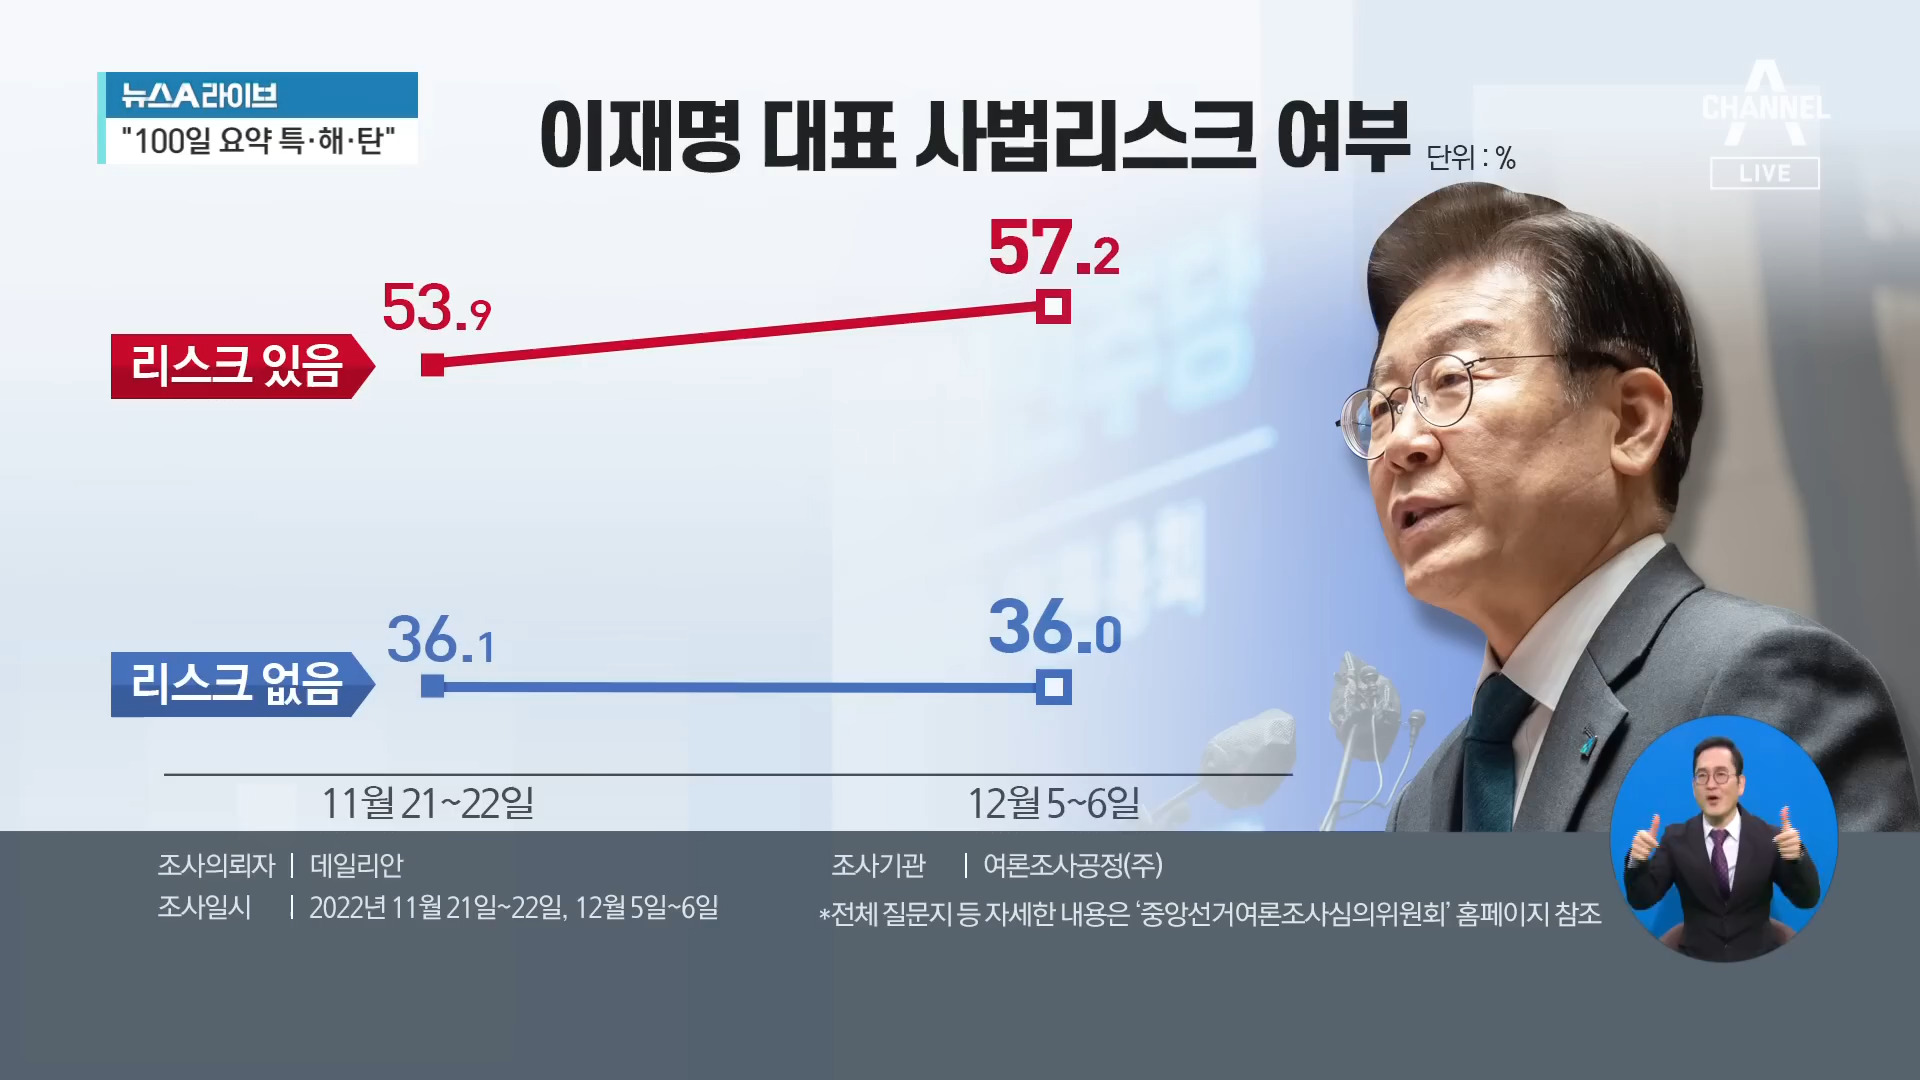 뉴스A라이브
"100일 요약 특·해·탄"
이재명 대표 사법리스크 여부 단위 : %
CHANNEL A
LIVE
57.2
53.9
리스크 있음
36.1
36.0
리스크 없음
11월 21~22일
12월 5~6일
조사의뢰자 | 데일리안
조사기관 | 여론조사공정(주)
조사일시 | 2022년 11월 21일~22일, 12월 5일~6일
*전체 질문지 등 자세한 내용은 ‘중앙선거여론조사심의위원회’ 홈페이지 참조